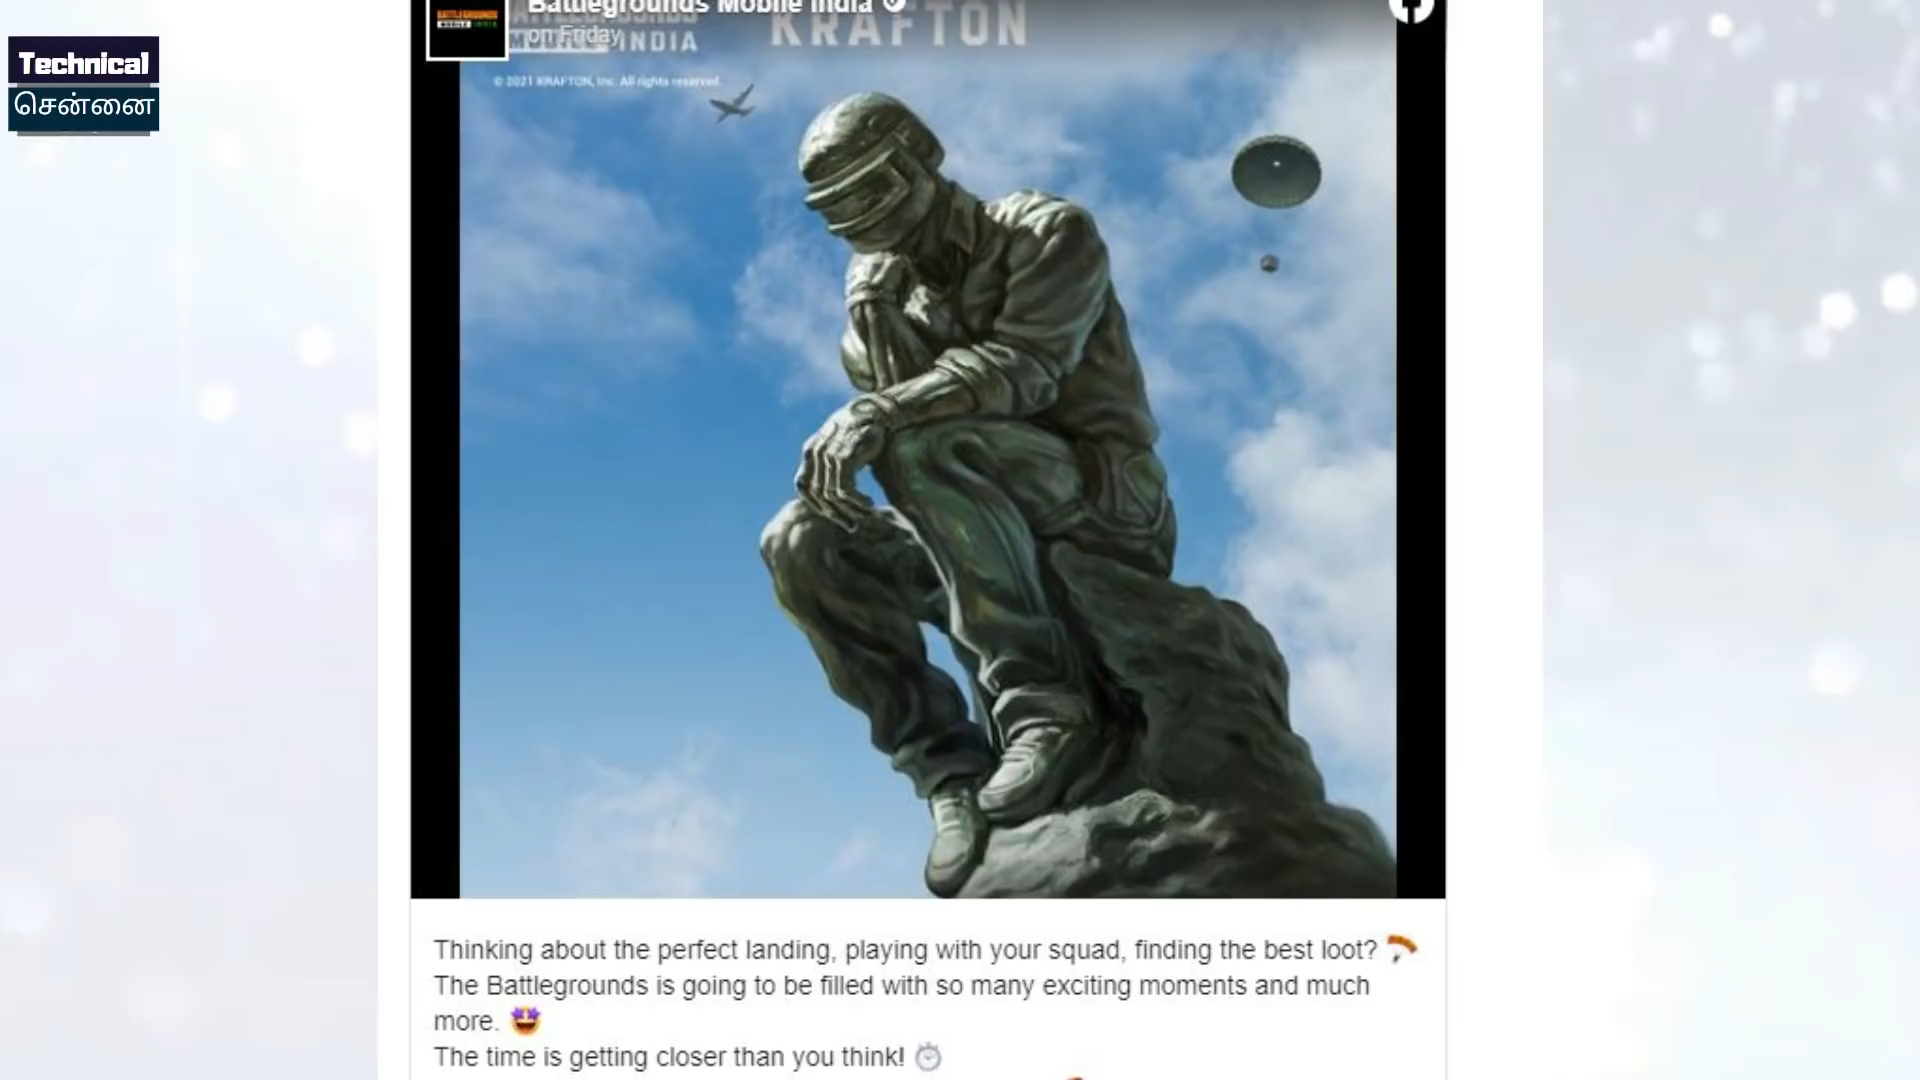 Technical
சென்னை
Battlegrounds Mobile India
on Friday
BATTLEGROUNDS
MOBILE INDIA
KRAFTON
© 2021 KRAFTON, Inc. All rights reserved.
Thinking about the perfect landing, playing with your squad, finding the best loot?
The Battlegrounds is going to be filled with so many exciting moments and much
more.
The time is getting closer than you think!